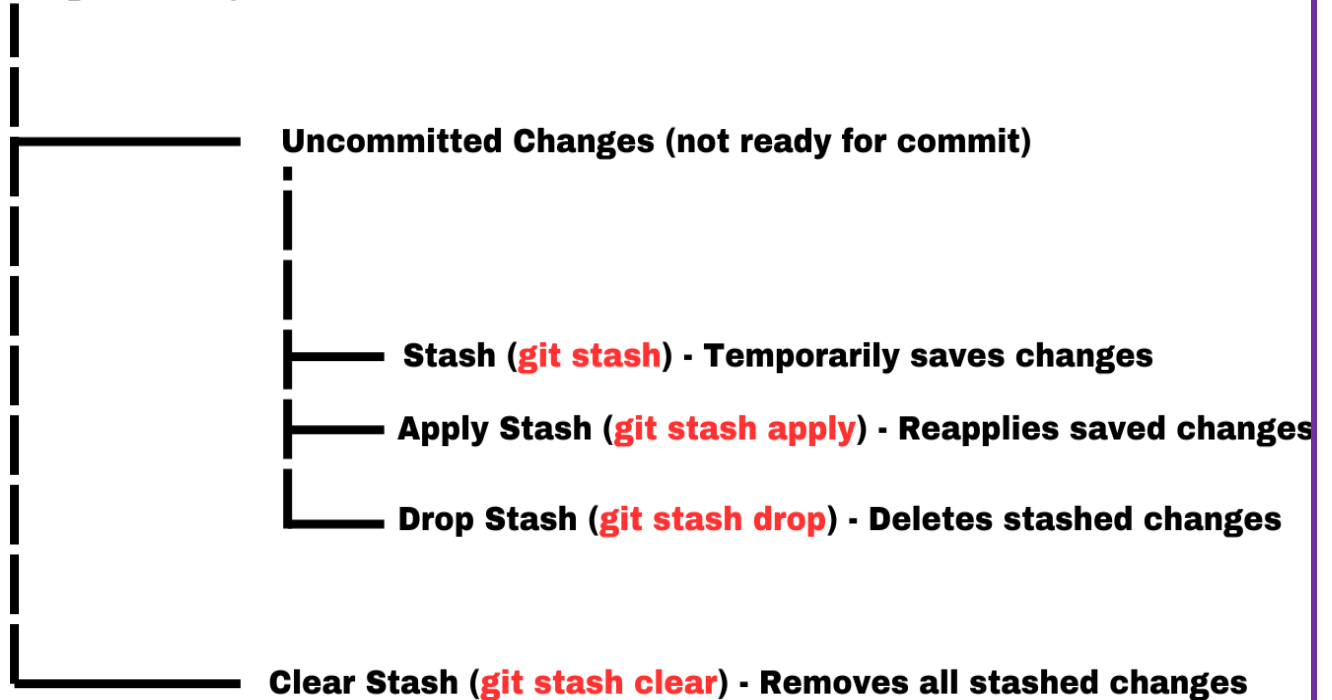 Uncommitted Changes (not ready for commit)
Stash (git stash) - Temporarily saves changes
Apply Stash (git stash apply) - Reapplies saved changes
Drop Stash (git stash drop) - Deletes stashed changes
Clear Stash (git stash clear) - Removes all stashed changes